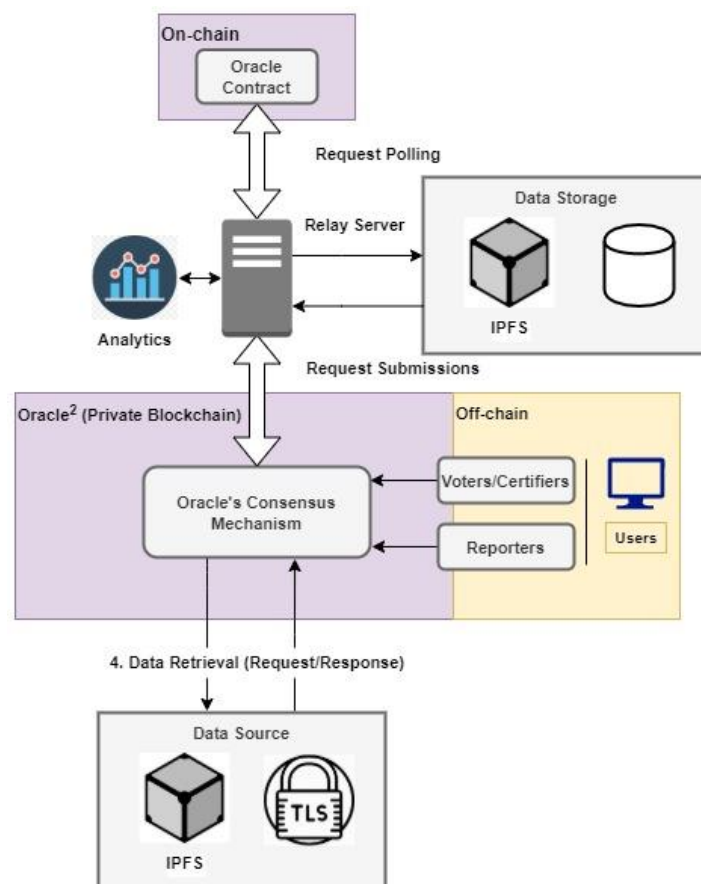 On-chain
Oracle
Contract
Request Polling
Data Storage
Relay Server
IPFS
Analytics
Request Submissions
Oracle² (Private Blockchain)
Off-chain
Oracle's Consensus
Mechanism
Voters/Certifiers
Reporters
Users
4. Data Retrieval (Request/Response)
Data Source
TLS
IPFS